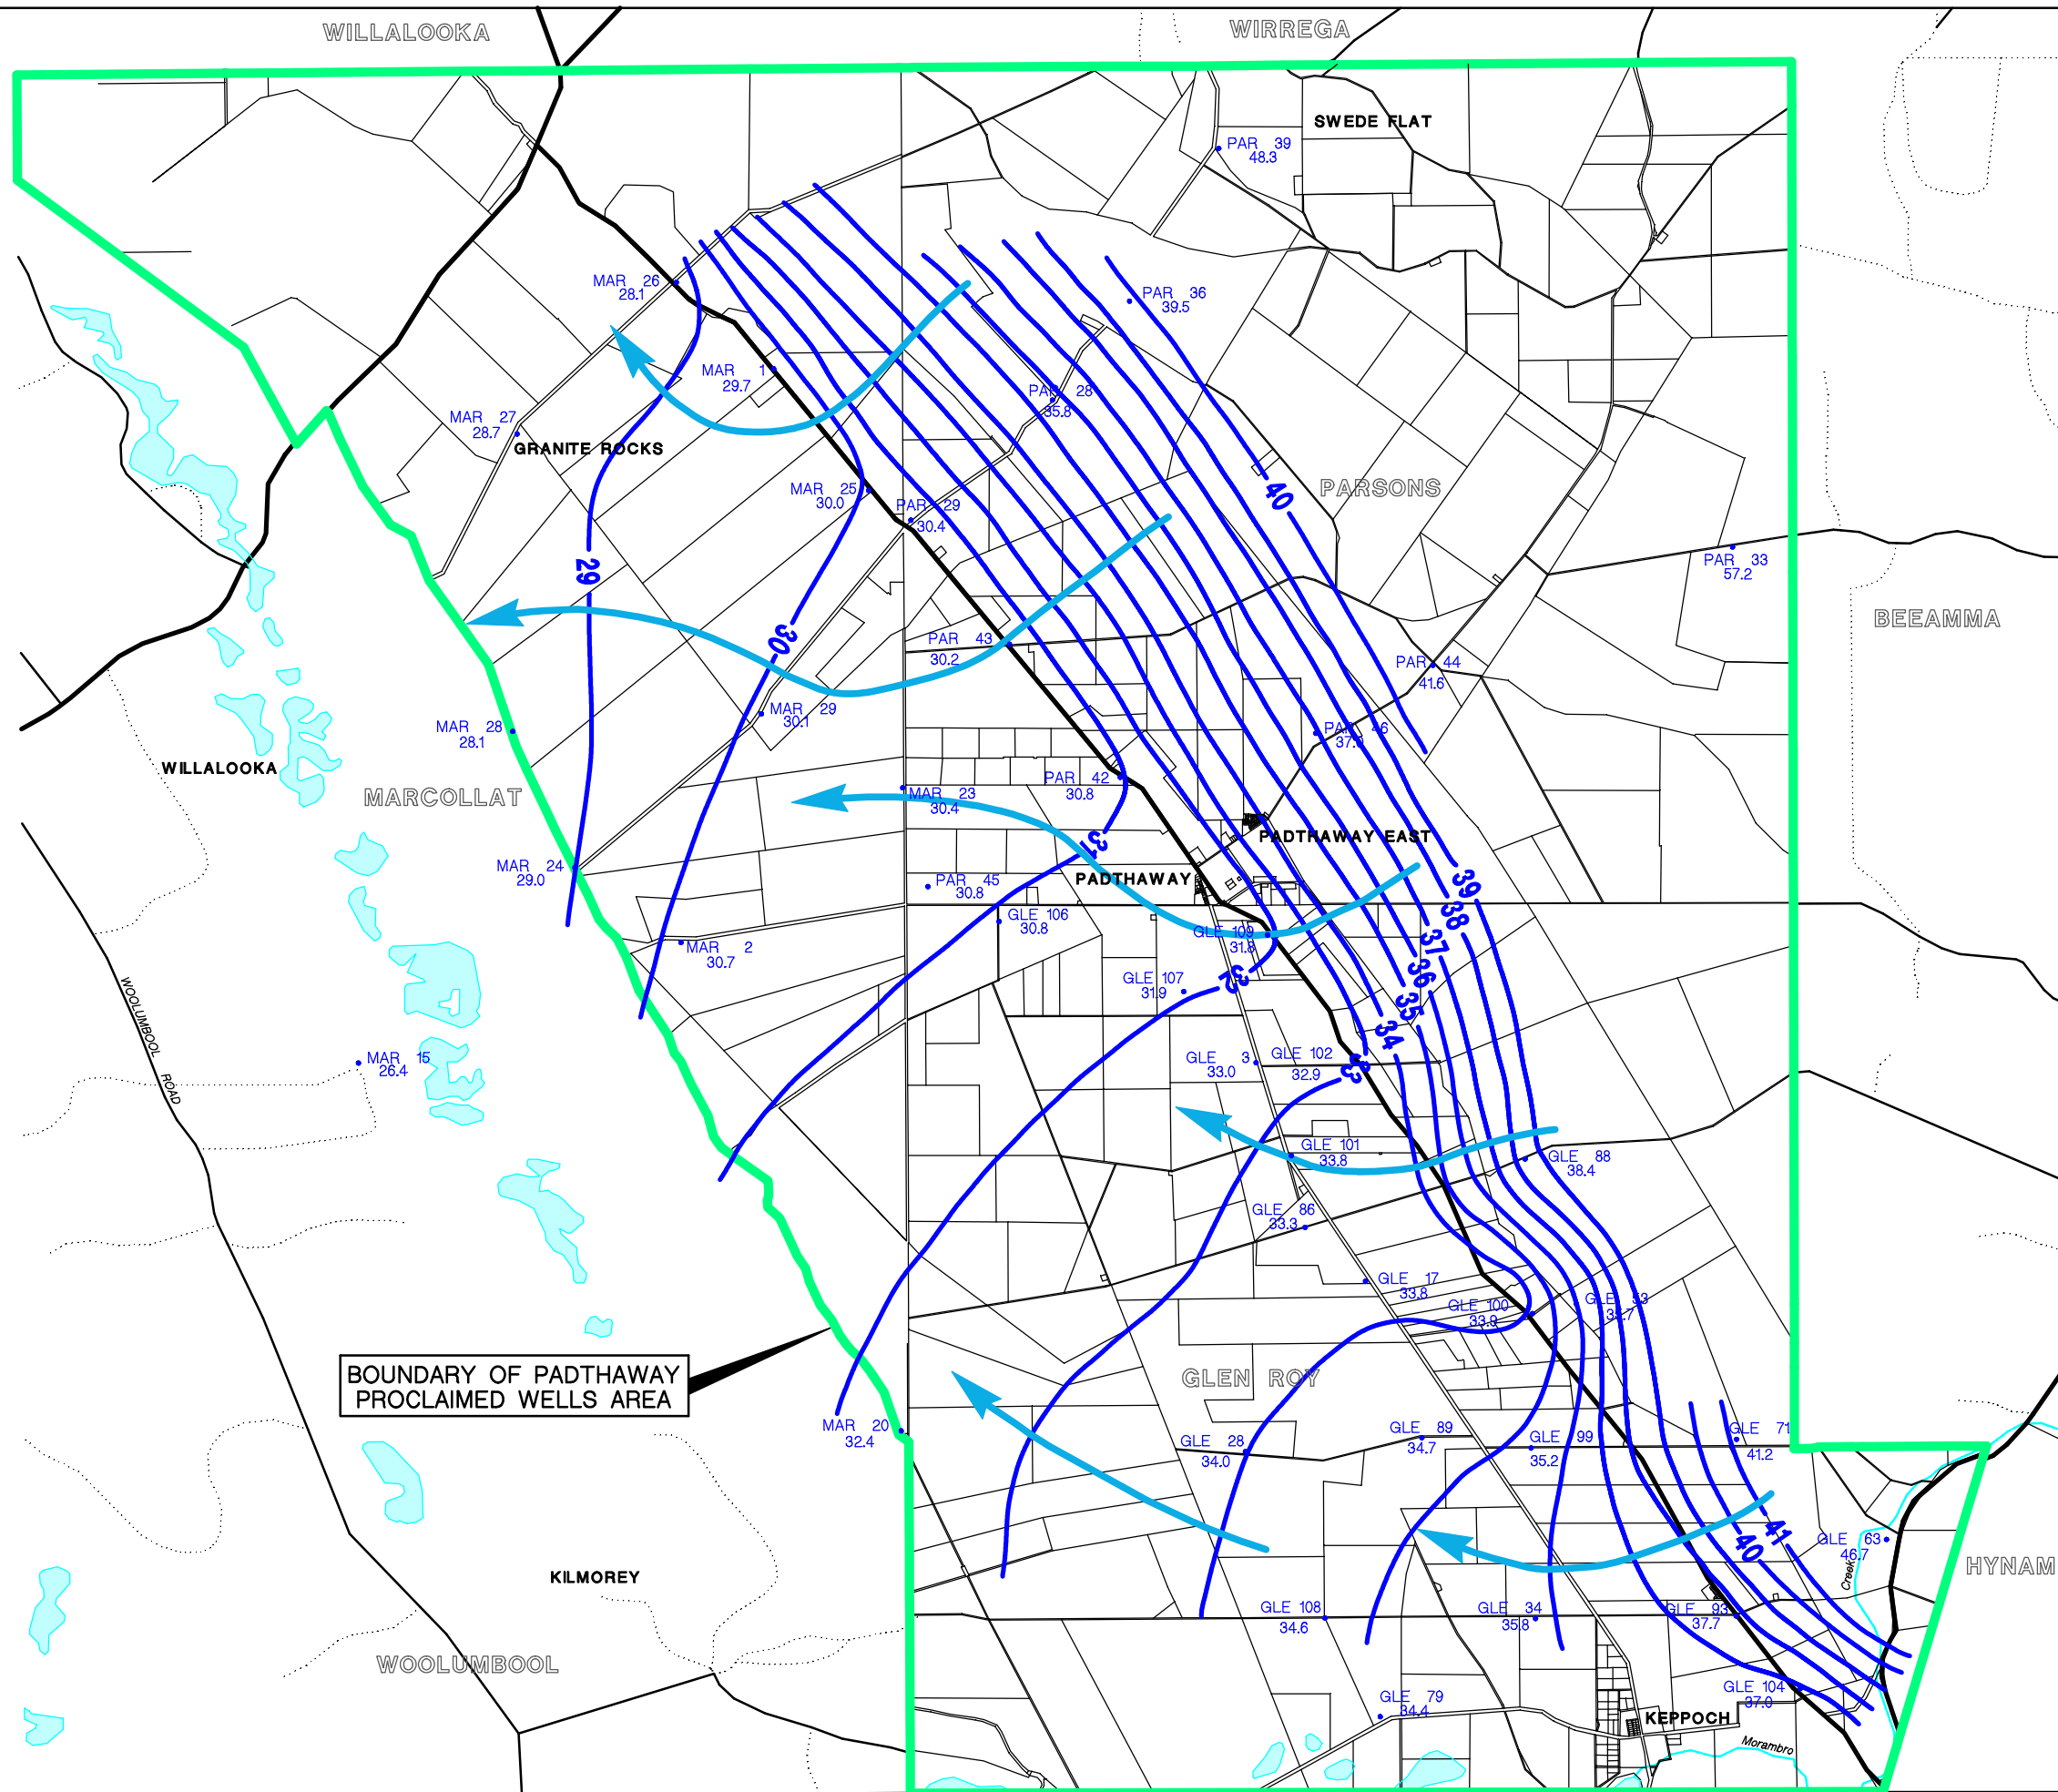 WILLALOOKA
WIRREGA
SWEDE FLAT
PAR 39
48.3
MAR 26
28.1
PAR 36
39.5
MAR 1
29.7
PAR 28
35.8
MAR 27
28.7
GRANITE ROCKS
MAR 25
30.0
PAR 29
30.4
40
PARSONS
29
PAR 33
57.2
BEEAMMA
30
PAR 43
30.2
PAR 44
41.6
MAR 29
30.1
MAR 28
28.1
PAR 46
WILLALOOKA
MARCOLLAT
PAR 42
30.8
MAR 23
30.4
31
PADTHAWAY EAST
MAR 24
29.0
PAR 45
30.8
PADTHAWAY
39
38
37
36
35
34
GLE 106
30.8
GLE 109
31.8
MAR 2
30.7
GLE 107
31.9
32
WOOLUMBOOL ROAD
MAR 15
26.4
GLE 3
33.0
GLE 102
32.9
33
GLE 101
33.8
GLE 88
38.4
GLE 86
33.3
GLE 17
33.8
GLE 100
33.9
GLE 53
BOUNDARY OF PADTHAWAY
PROCLAIMED WELLS AREA
GLEN ROY
MAR 20
32.4
GLE 28
34.0
GLE 89
34.7
GLE 99
35.2
GLE 71
41.2
41
40
GLE 63
46.7
Creek
HYNAM
KILMOREY
GLE 108
34.6
GLE 34
35.8
GLE 93
37.7
WOOLUMBOOL
GLE 79
34.4
GLE 104
37.0
KEPPOCH
Morambro